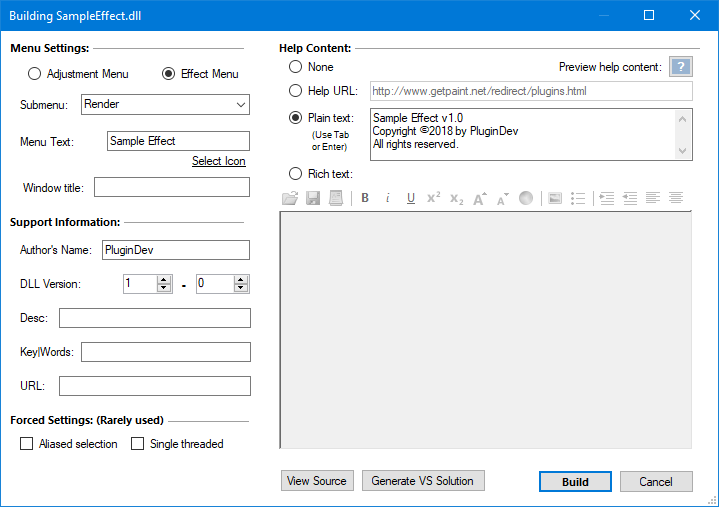 Building SampleEffect.dll
Menu Settings:
Adjustment Menu
Effect Menu
Submenu:
Render
Menu Text:
Sample Effect
Select Icon
Window title:
Support Information:
Author's Name:
PluginDev
DLL Version:
1
-
0
Desc:
Key|Words:
URL:
Forced Settings: (Rarely used)
Aliased selection
Single threaded
Help Content:
None
Preview help content:
?
Help URL:
http://www.getpaint.net/redirect/plugins.html
Plain text:
(Use Tab
or Enter)
Sample Effect v1.0
Copyright ©2018 by PluginDev
All rights reserved.
Rich text:
B i U x² x₂ A A
View Source
Generate VS Solution
Build
Cancel